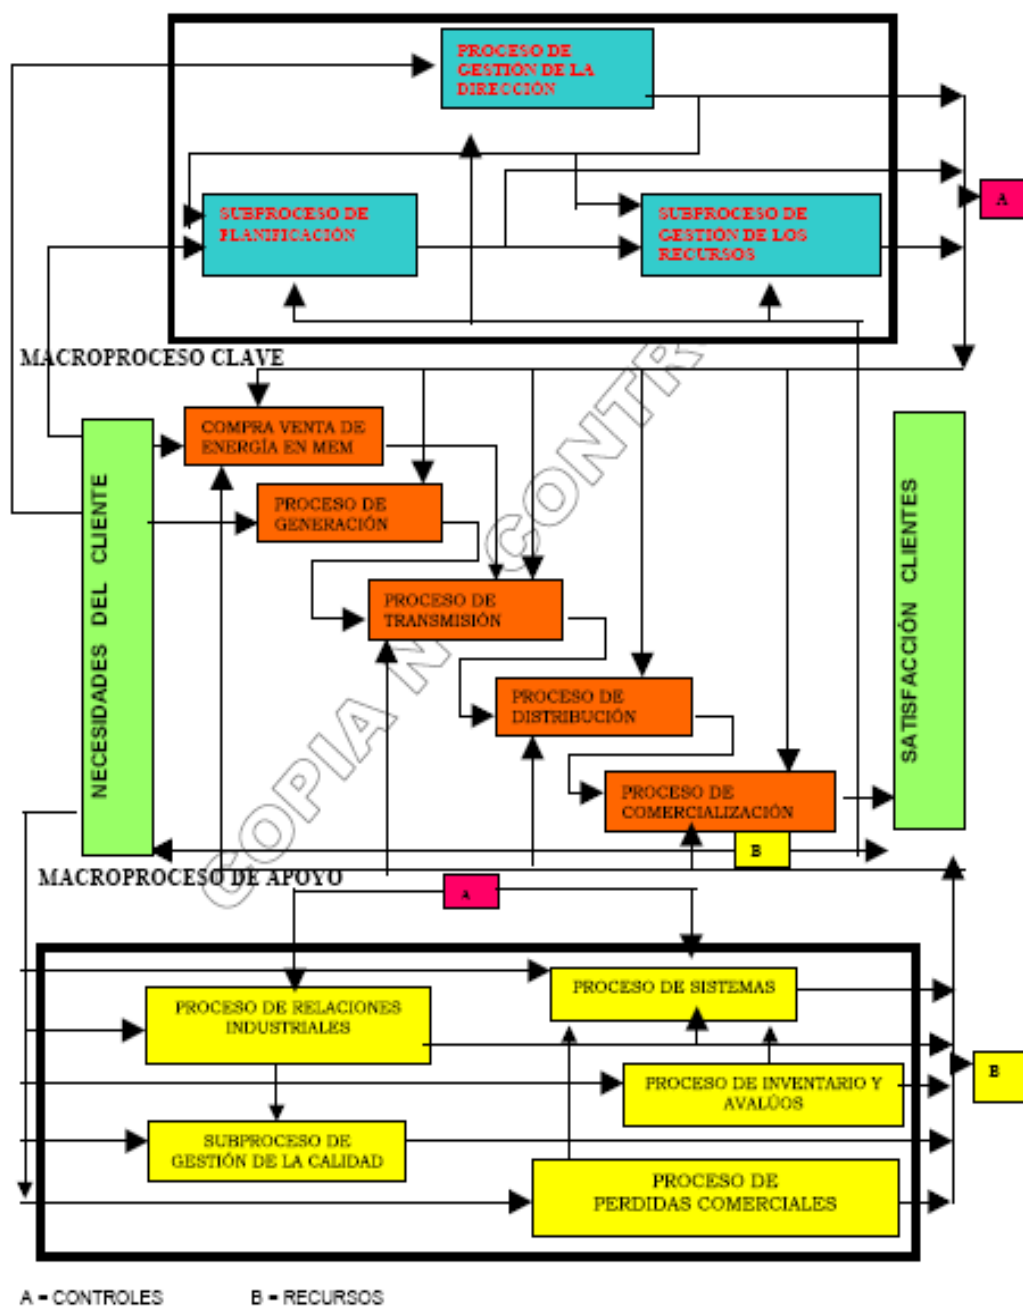 PROCESO DE
GESTIÓN DE LA
DIRECCIÓN
SUBPROCESO DE
PLANIFICACIÓN
SUBPROCESO DE
GESTIÓN DE LOS
RECURSOS
A
MACROPROCESO CLAVE
NECESIDADES DEL CLIENTE
COMPRA VENTA DE
ENERGÍA EN MEM
PROCESO DE
GENERACIÓN
PROCESO DE
TRANSMISIÓN
PROCESO DE
DISTRIBUCIÓN
PROCESO DE
COMERCIALIZACIÓN
SATISFACCIÓN CLIENTES
B
COPIA N CONTR
MACROPROCESO DE APOYO
A
PROCESO DE RELACIONES
INDUSTRIALES
PROCESO DE SISTEMAS
PROCESO DE INVENTARIO Y
AVALÚOS
B
SUBPROCESO DE
GESTIÓN DE LA CALIDAD
PROCESO DE
PERDIDAS COMERCIALES
A = CONTROLES
B = RECURSOS